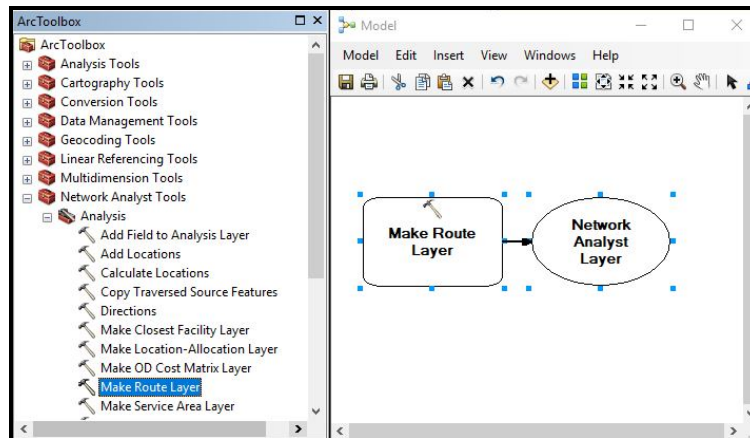 ArcToolbox
ArcToolbox
Analysis Tools
Cartography Tools
Conversion Tools
Data Management Tools
Geocoding Tools
Linear Referencing Tools
Multidimension Tools
Network Analyst Tools
Analysis
Add Field to Analysis Layer
Add Locations
Calculate Locations
Copy Traversed Source Features
Directions
Make Closest Facility Layer
Make Location-Allocation Layer
Make OD Cost Matrix Layer
Make Route Layer
Make Service Area Layer
Model
Model Edit Insert View Windows Help
Make Route
Layer
Network
Analyst
Layer